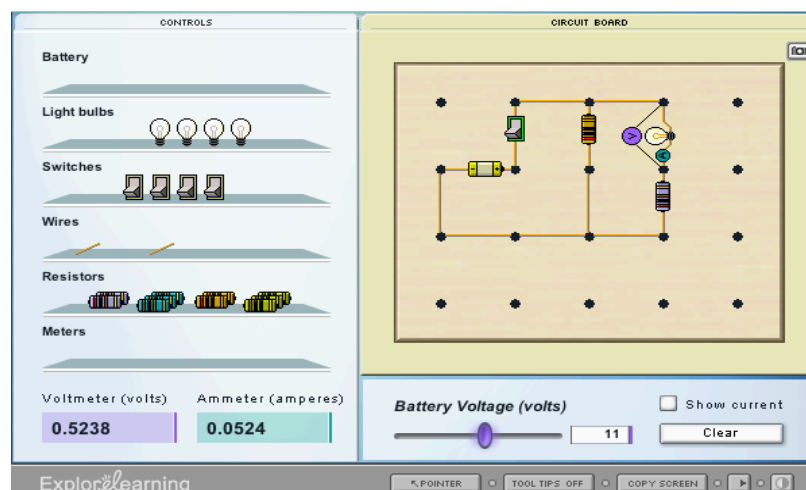 CONTROLS
Battery
Light bulbs
Switches
Wires
Resistors
Meters
Voltmeter (volts)
Ammeter (amperes)
0.5238
0.0524
CIRCUIT BOARD
V
A
- +
Battery Voltage (volts)
11
Show current
Clear
Explorelearning
POINTER
TOOL TIPS OFF
COPY SCREEN